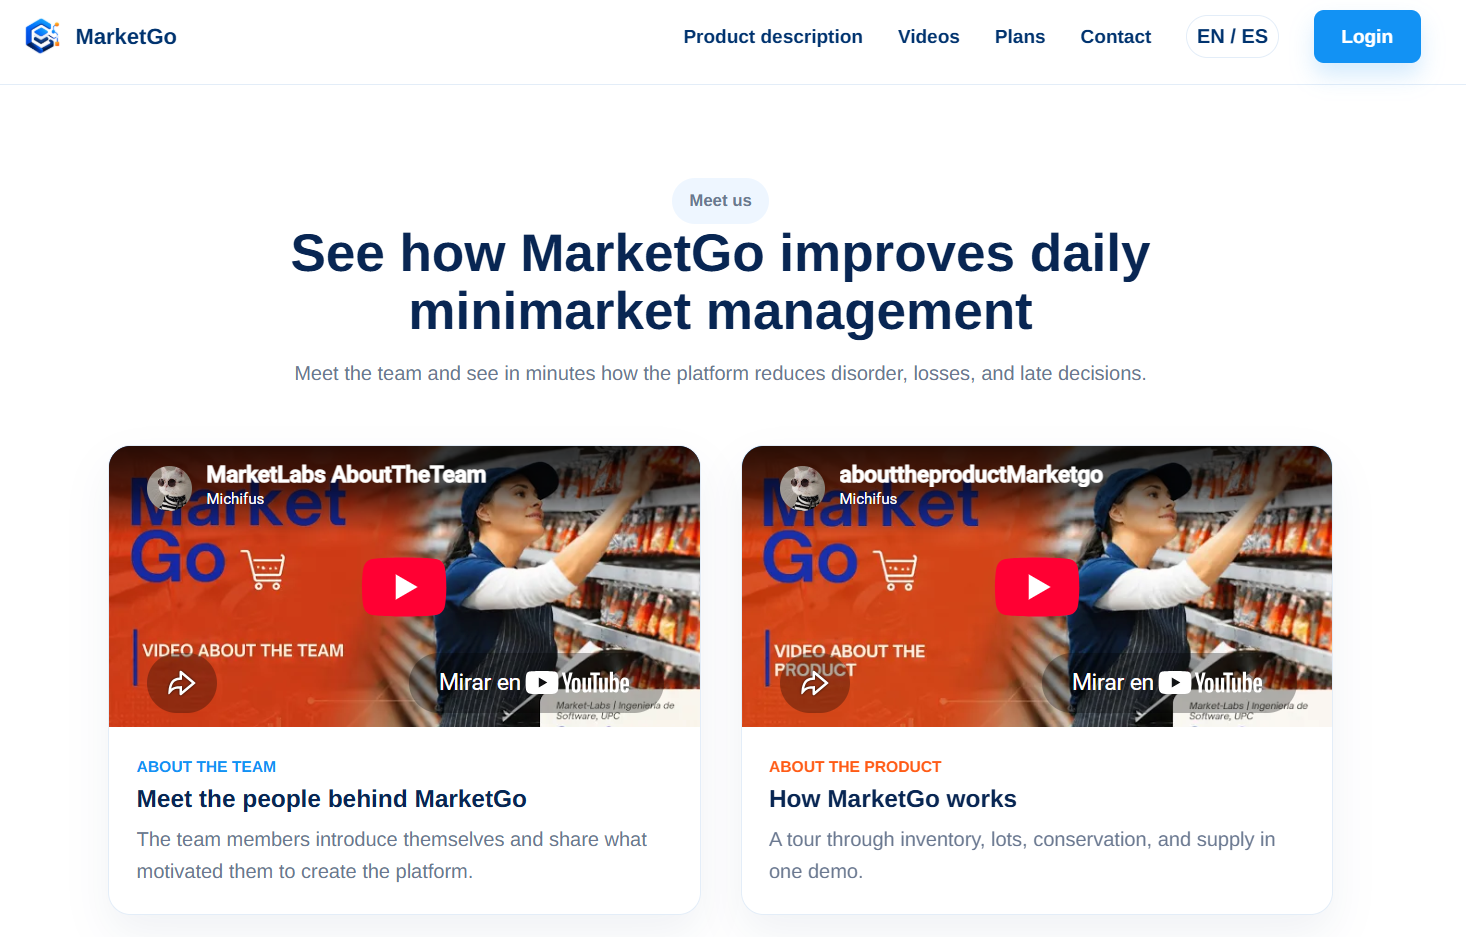 MarketGo
Product description
Videos
Plans
Contact
EN / ES
Login
Meet us
See how MarketGo improves daily
minimarket management
Meet the team and see in minutes how the platform reduces disorder, losses, and late decisions.
MarketLabs AboutTheTeam
Michifus
Market
Go
VIDEO ABOUT THE TEAM
Mirar en YouTube
Market-Labs | Ingeniería de
Software, UPC
abouttheproductMarketgo
Michifus
Market
Go
VIDEO ABOUT THE
PRODUCT
Mirar en YouTube
Market-Labs | Ingeniería de
Software, UPC
ABOUT THE TEAM
Meet the people behind MarketGo
The team members introduce themselves and share what
motivated them to create the platform.
ABOUT THE PRODUCT
How MarketGo works
A tour through inventory, lots, conservation, and supply in
one demo.